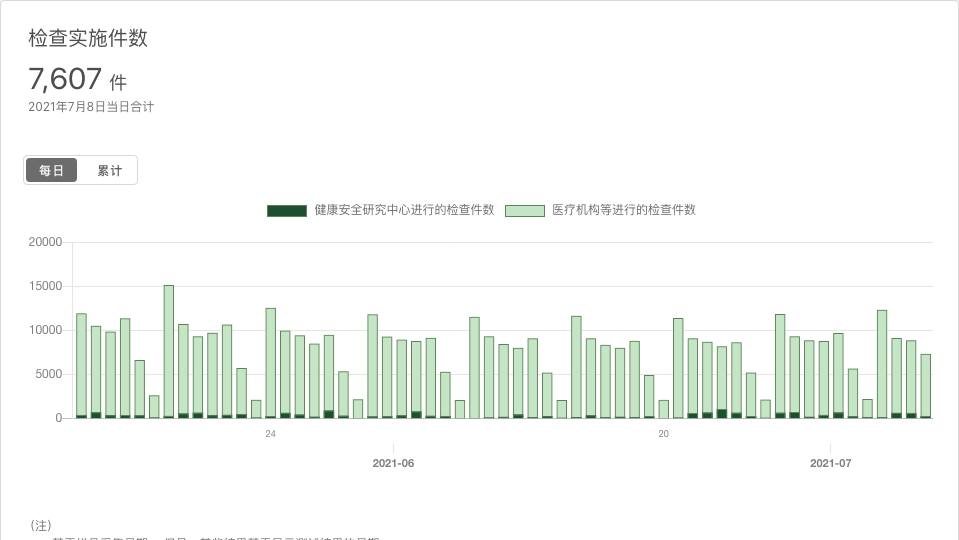 检查实施件数
7,607 件
2021年7月8日当日合计
每日 累计
健康安全研究中心进行的检查件数 医疗机构等进行的检查件数
20000
15000
10000
5000
0
24 20
2021-06 2021-07
(注)